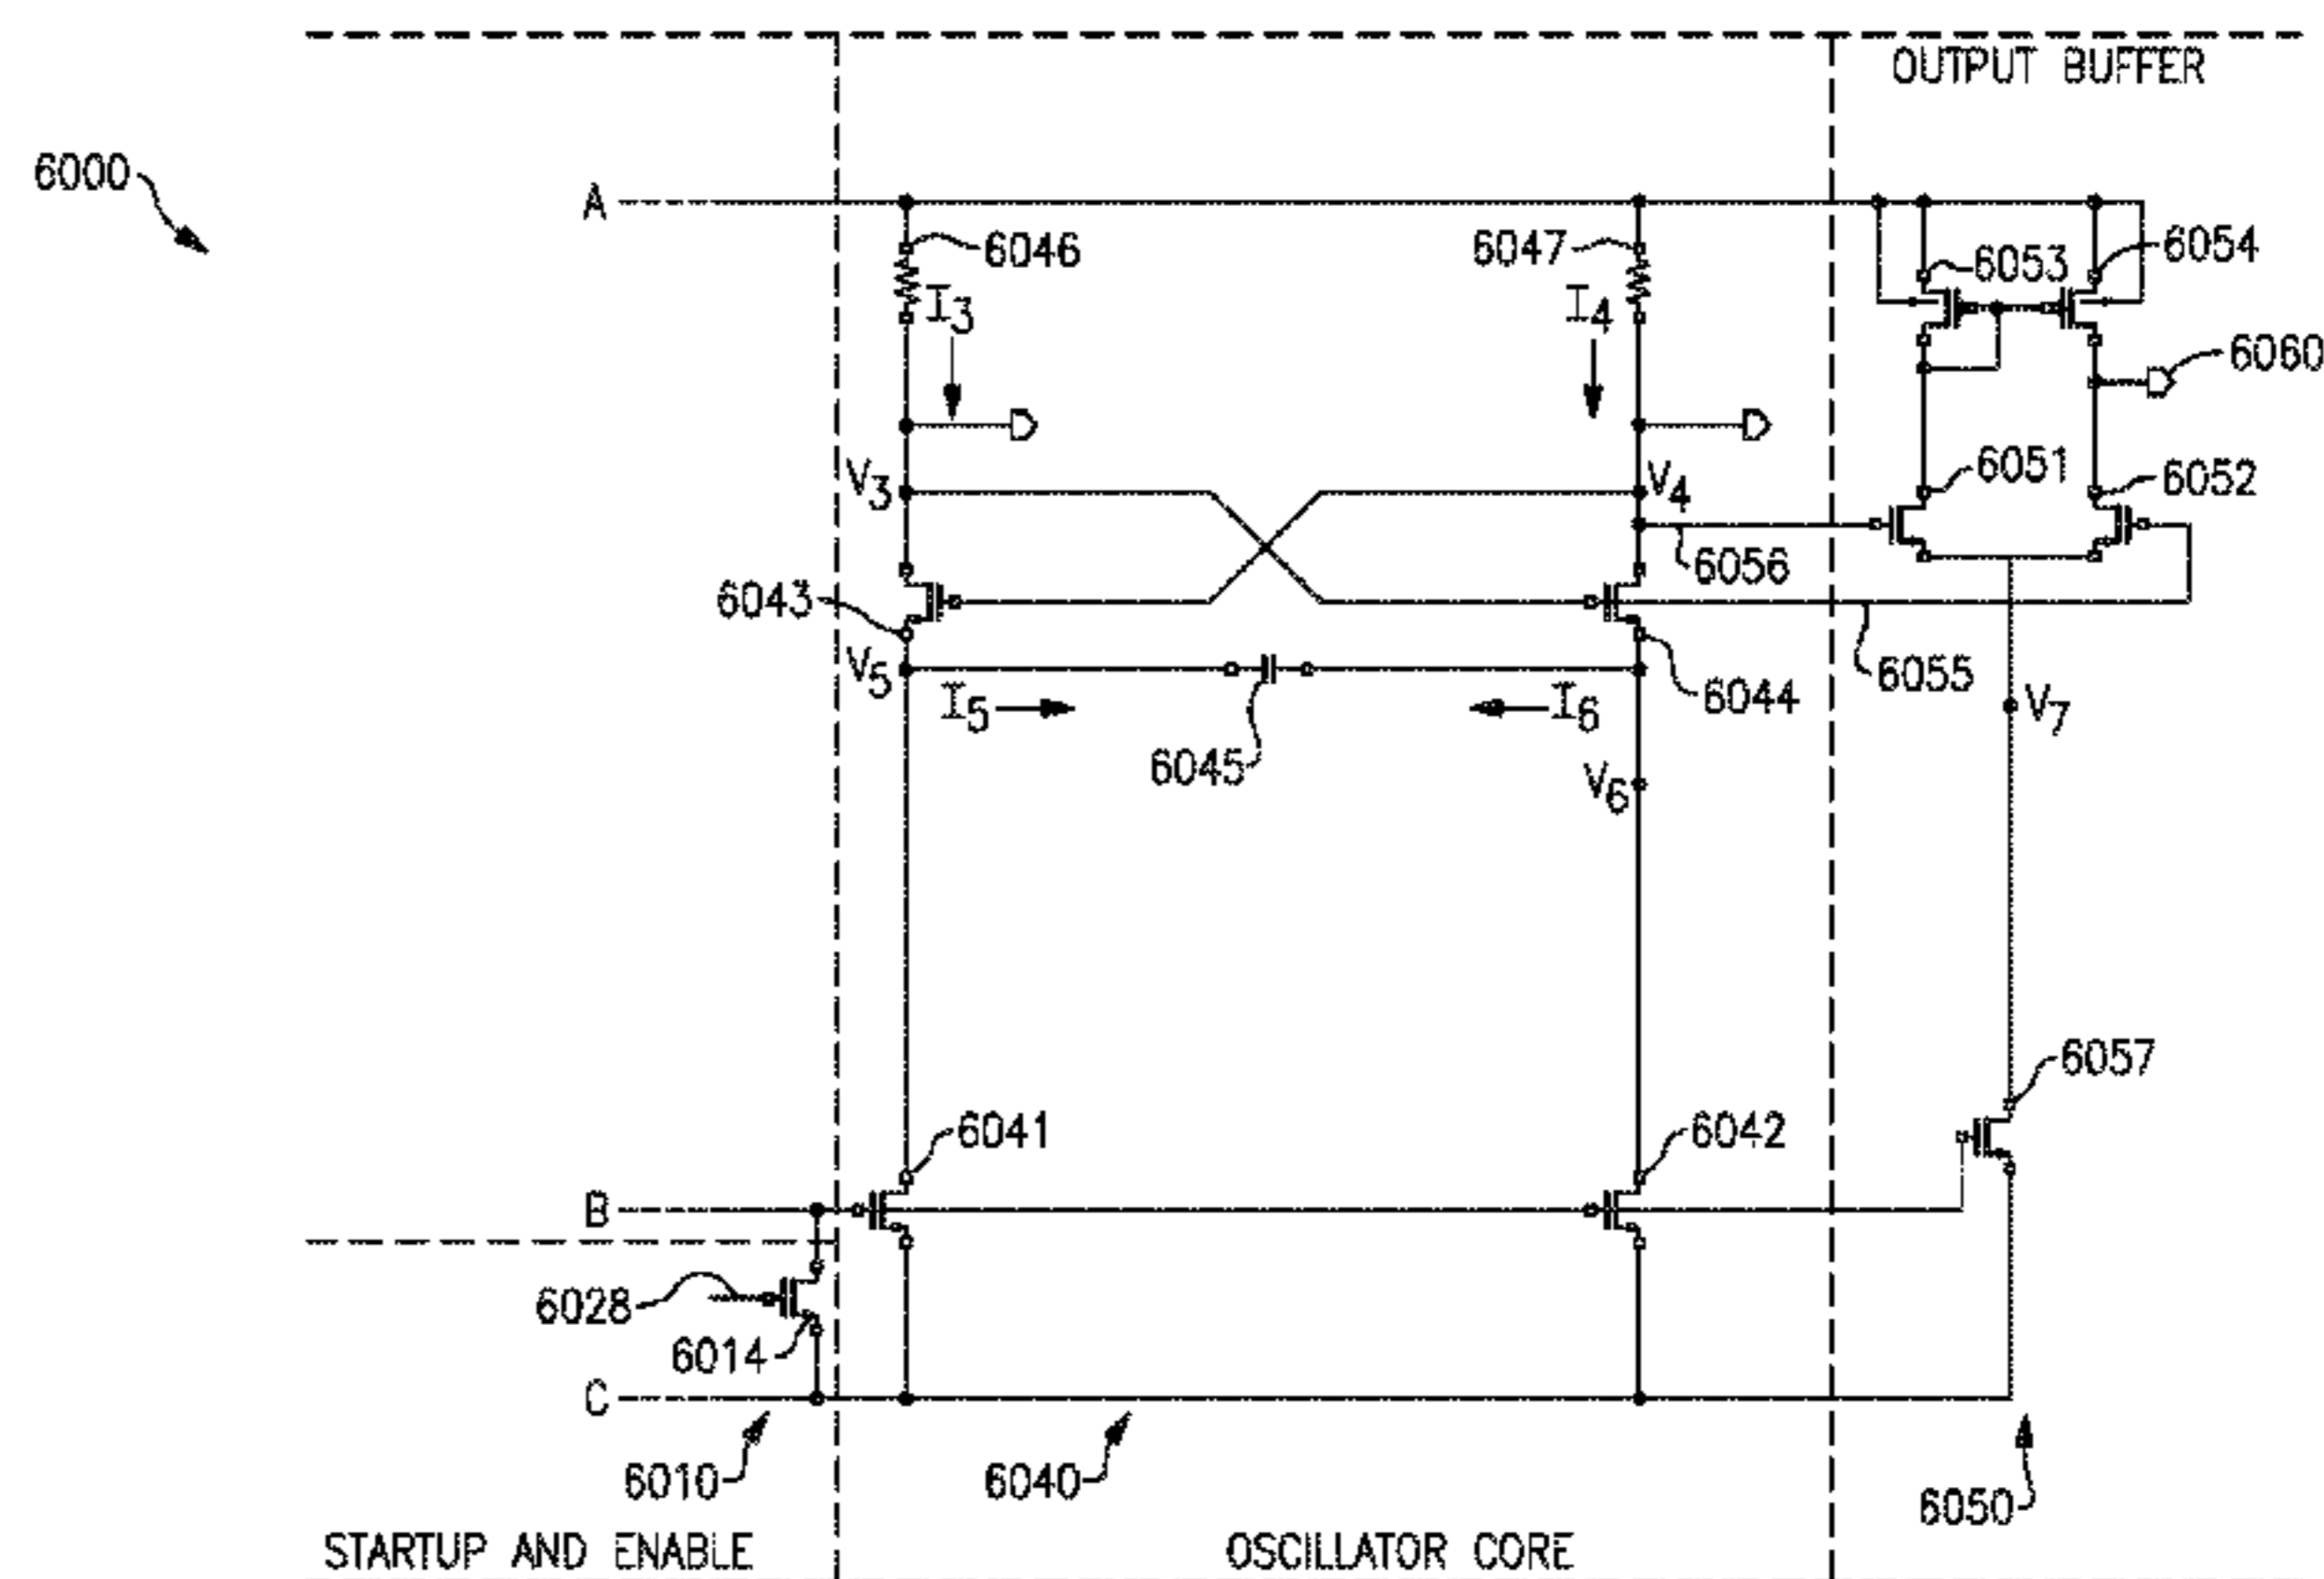 OUTPUT BUFFER
6000
A
6046
6047
6053
6054
I3
I4
6060
V3
V4
6051
6052
6056
6043
V5
6055
I5
I6
6044
V7
6045
V6
6057
6041
6042
B
6028
6014
C
6010
6040
6050
STARTUP AND ENABLE
OSCILLATOR CORE